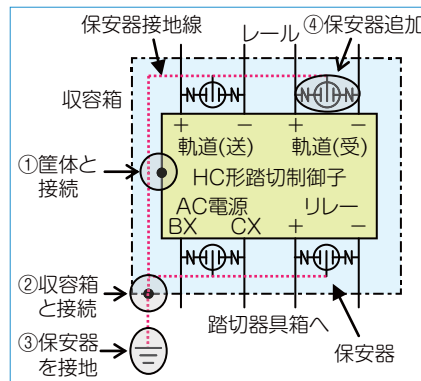 保安器接地線
レール
④保安器追加
収容箱
N N N N
+ − + −
軌道(送) 軌道(受)
①筐体と
接続
HC形踏切制御子
AC電源 リレー
BX CX + −
N N N N
②収容箱
と接続
踏切器具箱へ
③保安器
を接地
保安器